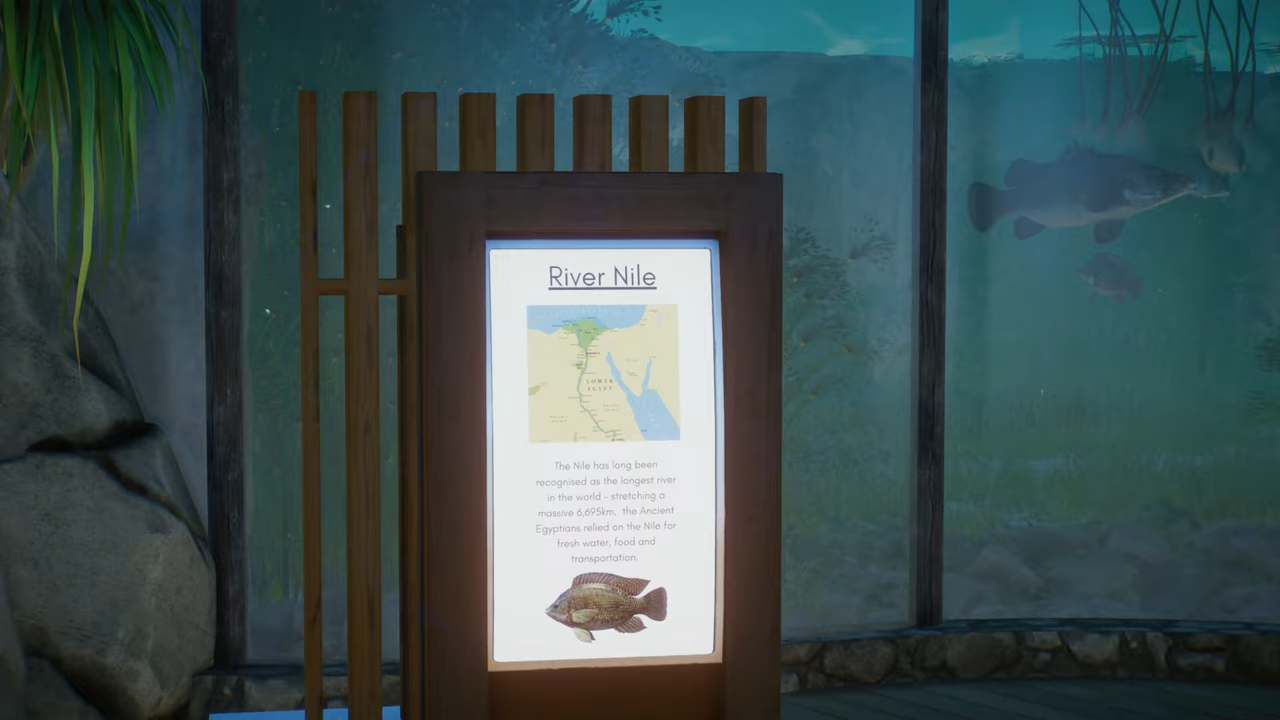 River Nile
LOWER
EGYPT
The Nile has long been
recognised as the longest river
in the world - stretching a
massive 6,695km, the Ancient
Egyptians relied on the Nile for
fresh water, food and
transportation.